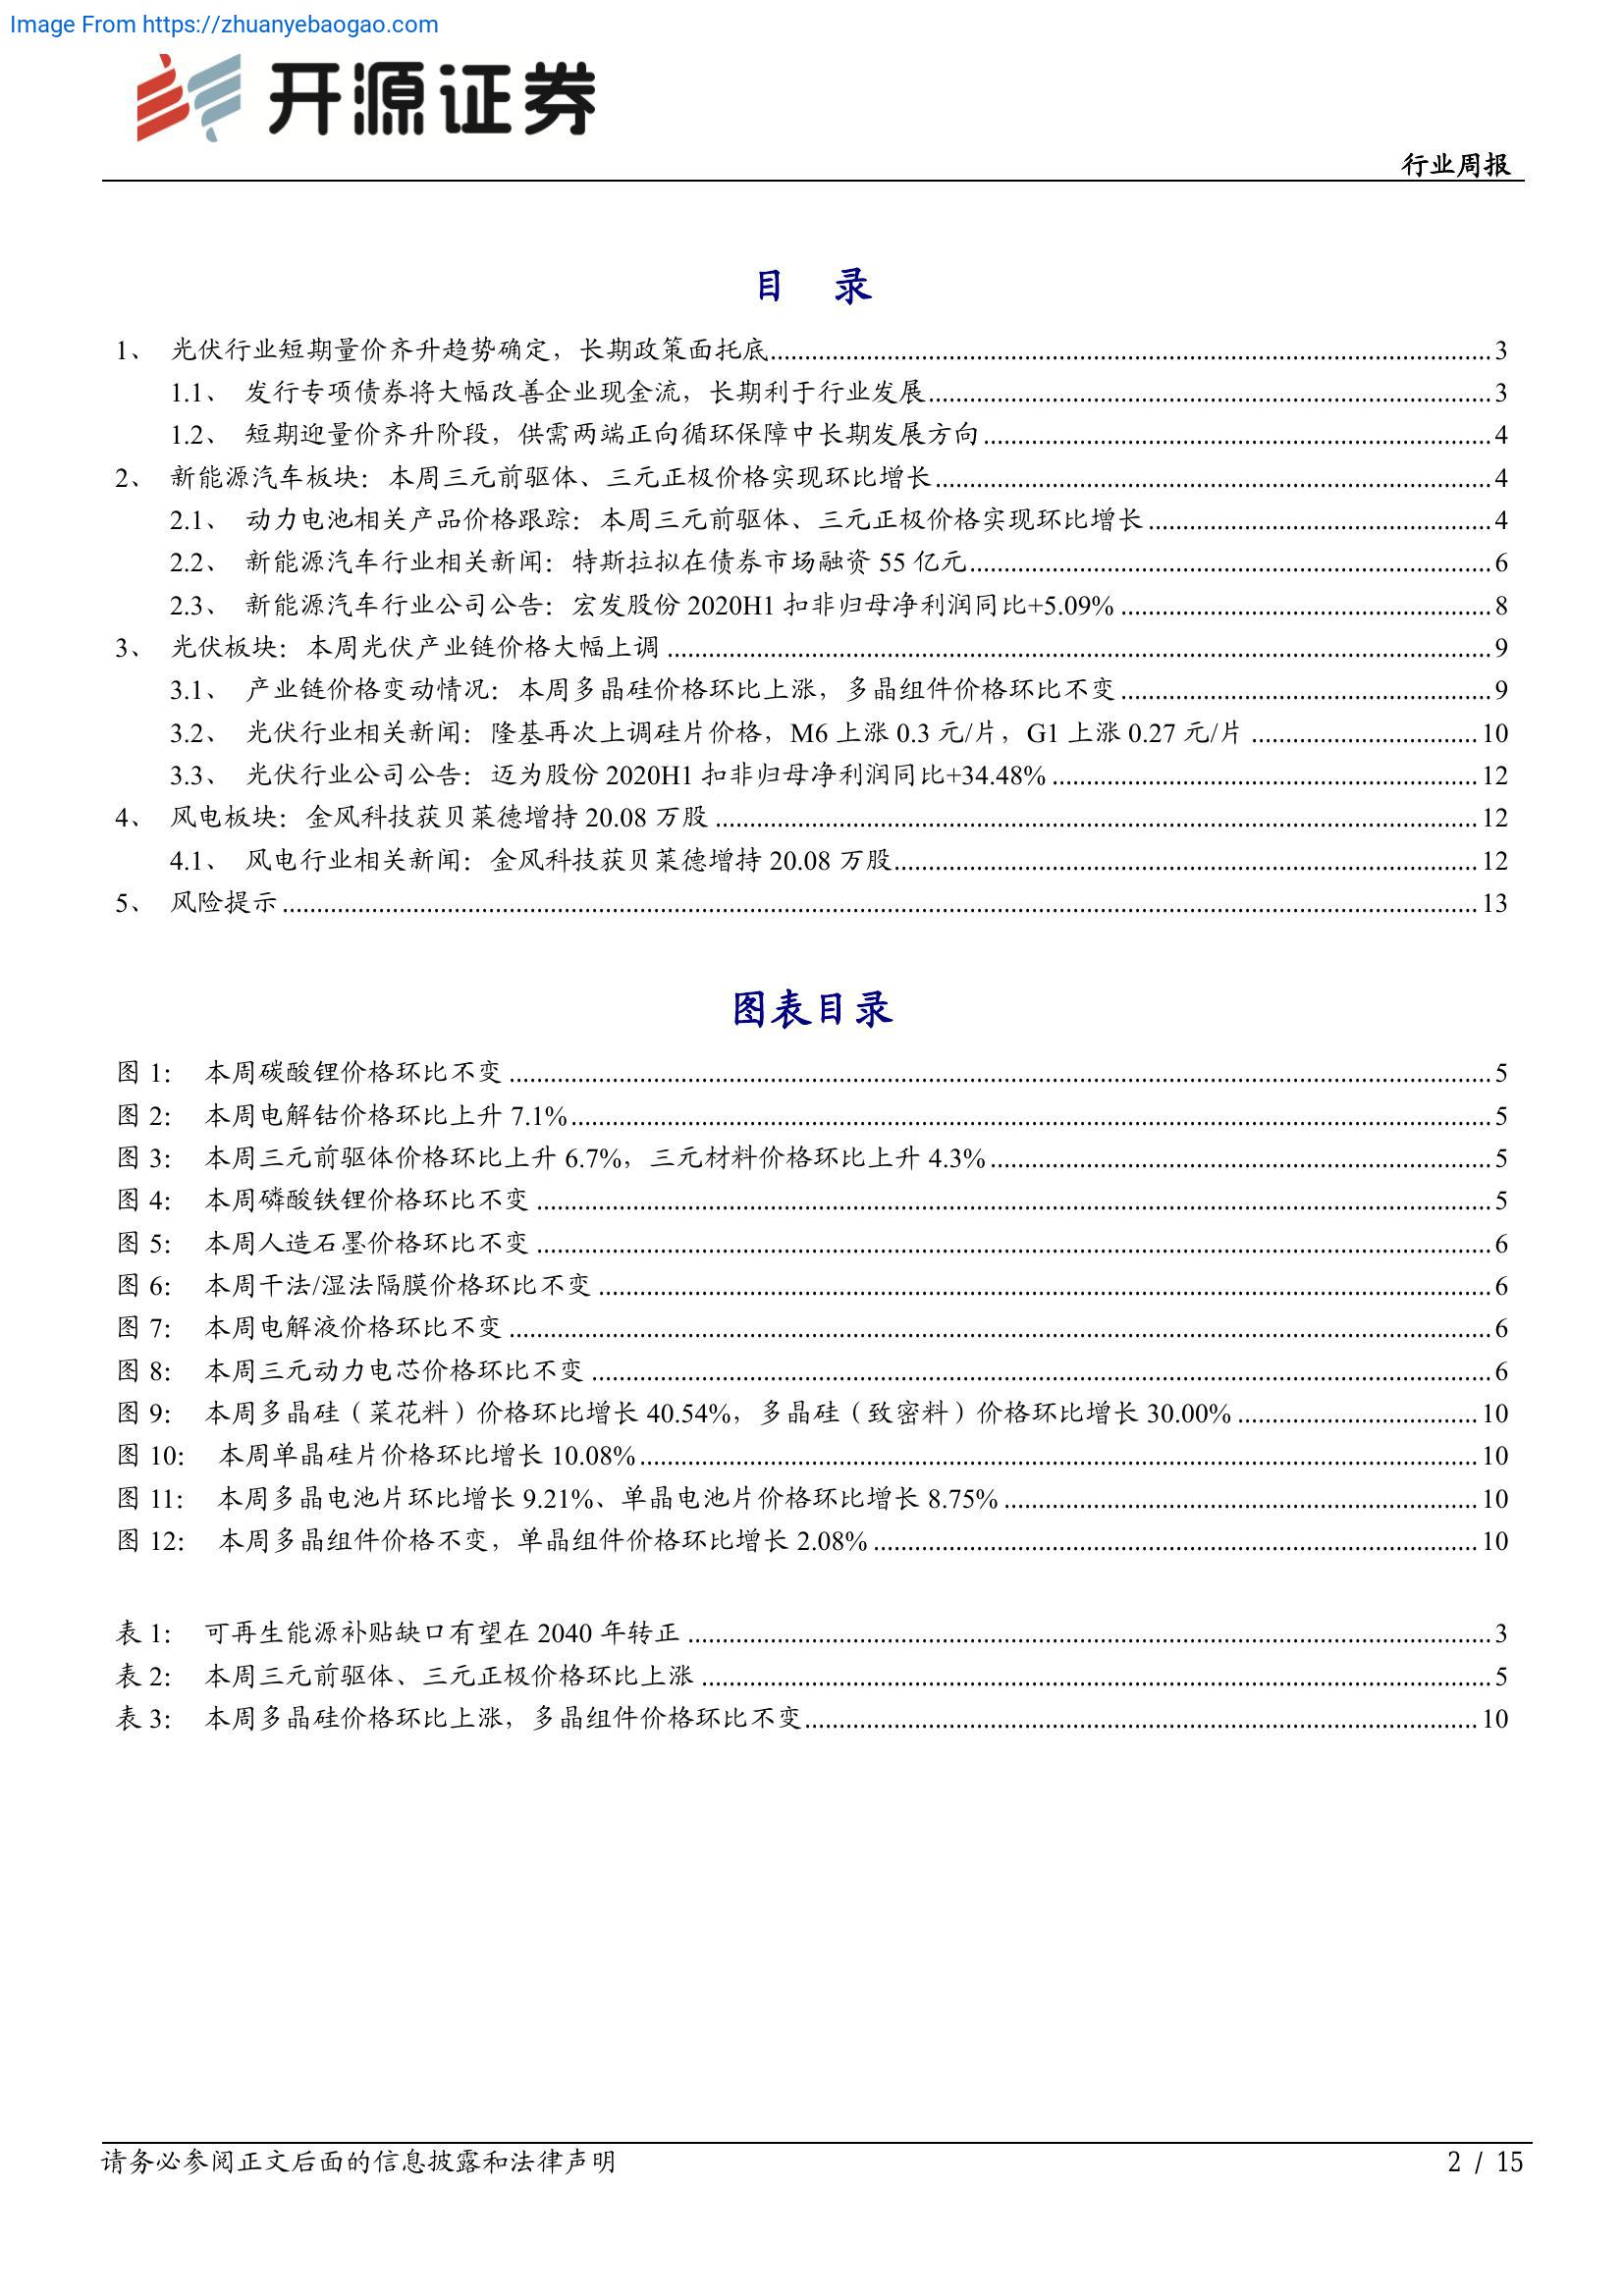 Image From https://zhuanyebaogao.com
开源证券
行业周报
目 录
1、 光伏行业短期量价齐升趋势确定，长期政策面托底 3
1.1、 发行专项债券将大幅改善企业现金流，长期利于行业发展 3
1.2、 短期迎量价齐升阶段，供需两端正向循环保障中长期发展方向 4
2、 新能源汽车板块：本周三元前驱体、三元正极价格实现环比增长 4
2.1、 动力电池相关产品价格跟踪：本周三元前驱体、三元正极价格实现环比增长 4
2.2、 新能源汽车行业相关新闻：特斯拉拟在债券市场融资 55 亿元 6
2.3、 新能源汽车行业公司公告：宏发股份 2020H1 扣非归母净利润同比+5.09% 8
3、 光伏板块：本周光伏产业链价格大幅上调 9
3.1、 产业链价格变动情况：本周多晶硅价格环比上涨，多晶组件价格环比不变 9
3.2、 光伏行业相关新闻：隆基再次上调硅片价格，M6 上涨 0.3 元/片，G1 上涨 0.27 元/片 10
3.3、 光伏行业公司公告：迈为股份 2020H1 扣非归母净利润同比+34.48% 12
4、 风电板块：金风科技获贝莱德增持 20.08 万股 12
4.1、 风电行业相关新闻：金风科技获贝莱德增持 20.08 万股 12
5、 风险提示 13
图表目录
图 1： 本周碳酸锂价格环比不变 5
图 2： 本周电解钴价格环比上升 7.1% 5
图 3： 本周三元前驱体价格环比上升 6.7%，三元材料价格环比上升 4.3% 5
图 4： 本周磷酸铁锂价格环比不变 5
图 5： 本周人造石墨价格环比不变 6
图 6： 本周干法/湿法隔膜价格环比不变 6
图 7： 本周电解液价格环比不变 6
图 8： 本周三元动力电芯价格环比不变 6
图 9： 本周多晶硅（菜花料）价格环比增长 40.54%，多晶硅（致密料）价格环比增长 30.00% 10
图 10： 本周单晶硅片价格环比增长 10.08% 10
图 11： 本周多晶电池片环比增长 9.21%、单晶电池片价格环比增长 8.75% 10
图 12： 本周多晶组件价格不变，单晶组件价格环比增长 2.08% 10
表 1： 可再生能源补贴缺口有望在 2040 年转正 3
表 2： 本周三元前驱体、三元正极价格环比上涨 5
表 3： 本周多晶硅价格环比上涨，多晶组件价格环比不变 10
请务必参阅正文后面的信息披露和法律声明 2 / 15